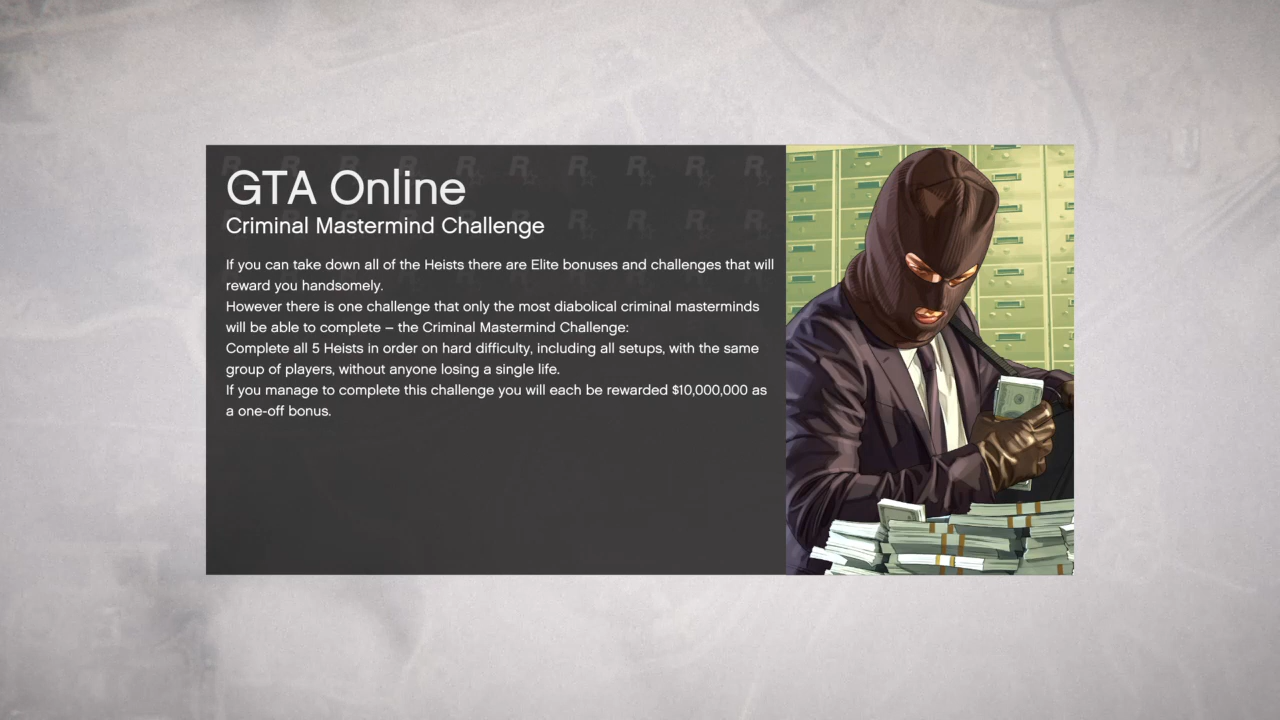 GTA Online
Criminal Mastermind Challenge
If you can take down all of the Heists there are Elite bonuses and challenges that will
reward you handsomely.
However there is one challenge that only the most diabolical criminal masterminds
will be able to complete – the Criminal Mastermind Challenge:
Complete all 5 Heists in order on hard difficulty, including all setups, with the same
group of players, without anyone losing a single life.
If you manage to complete this challenge you will each be rewarded $10,000,000 as
a one-off bonus.